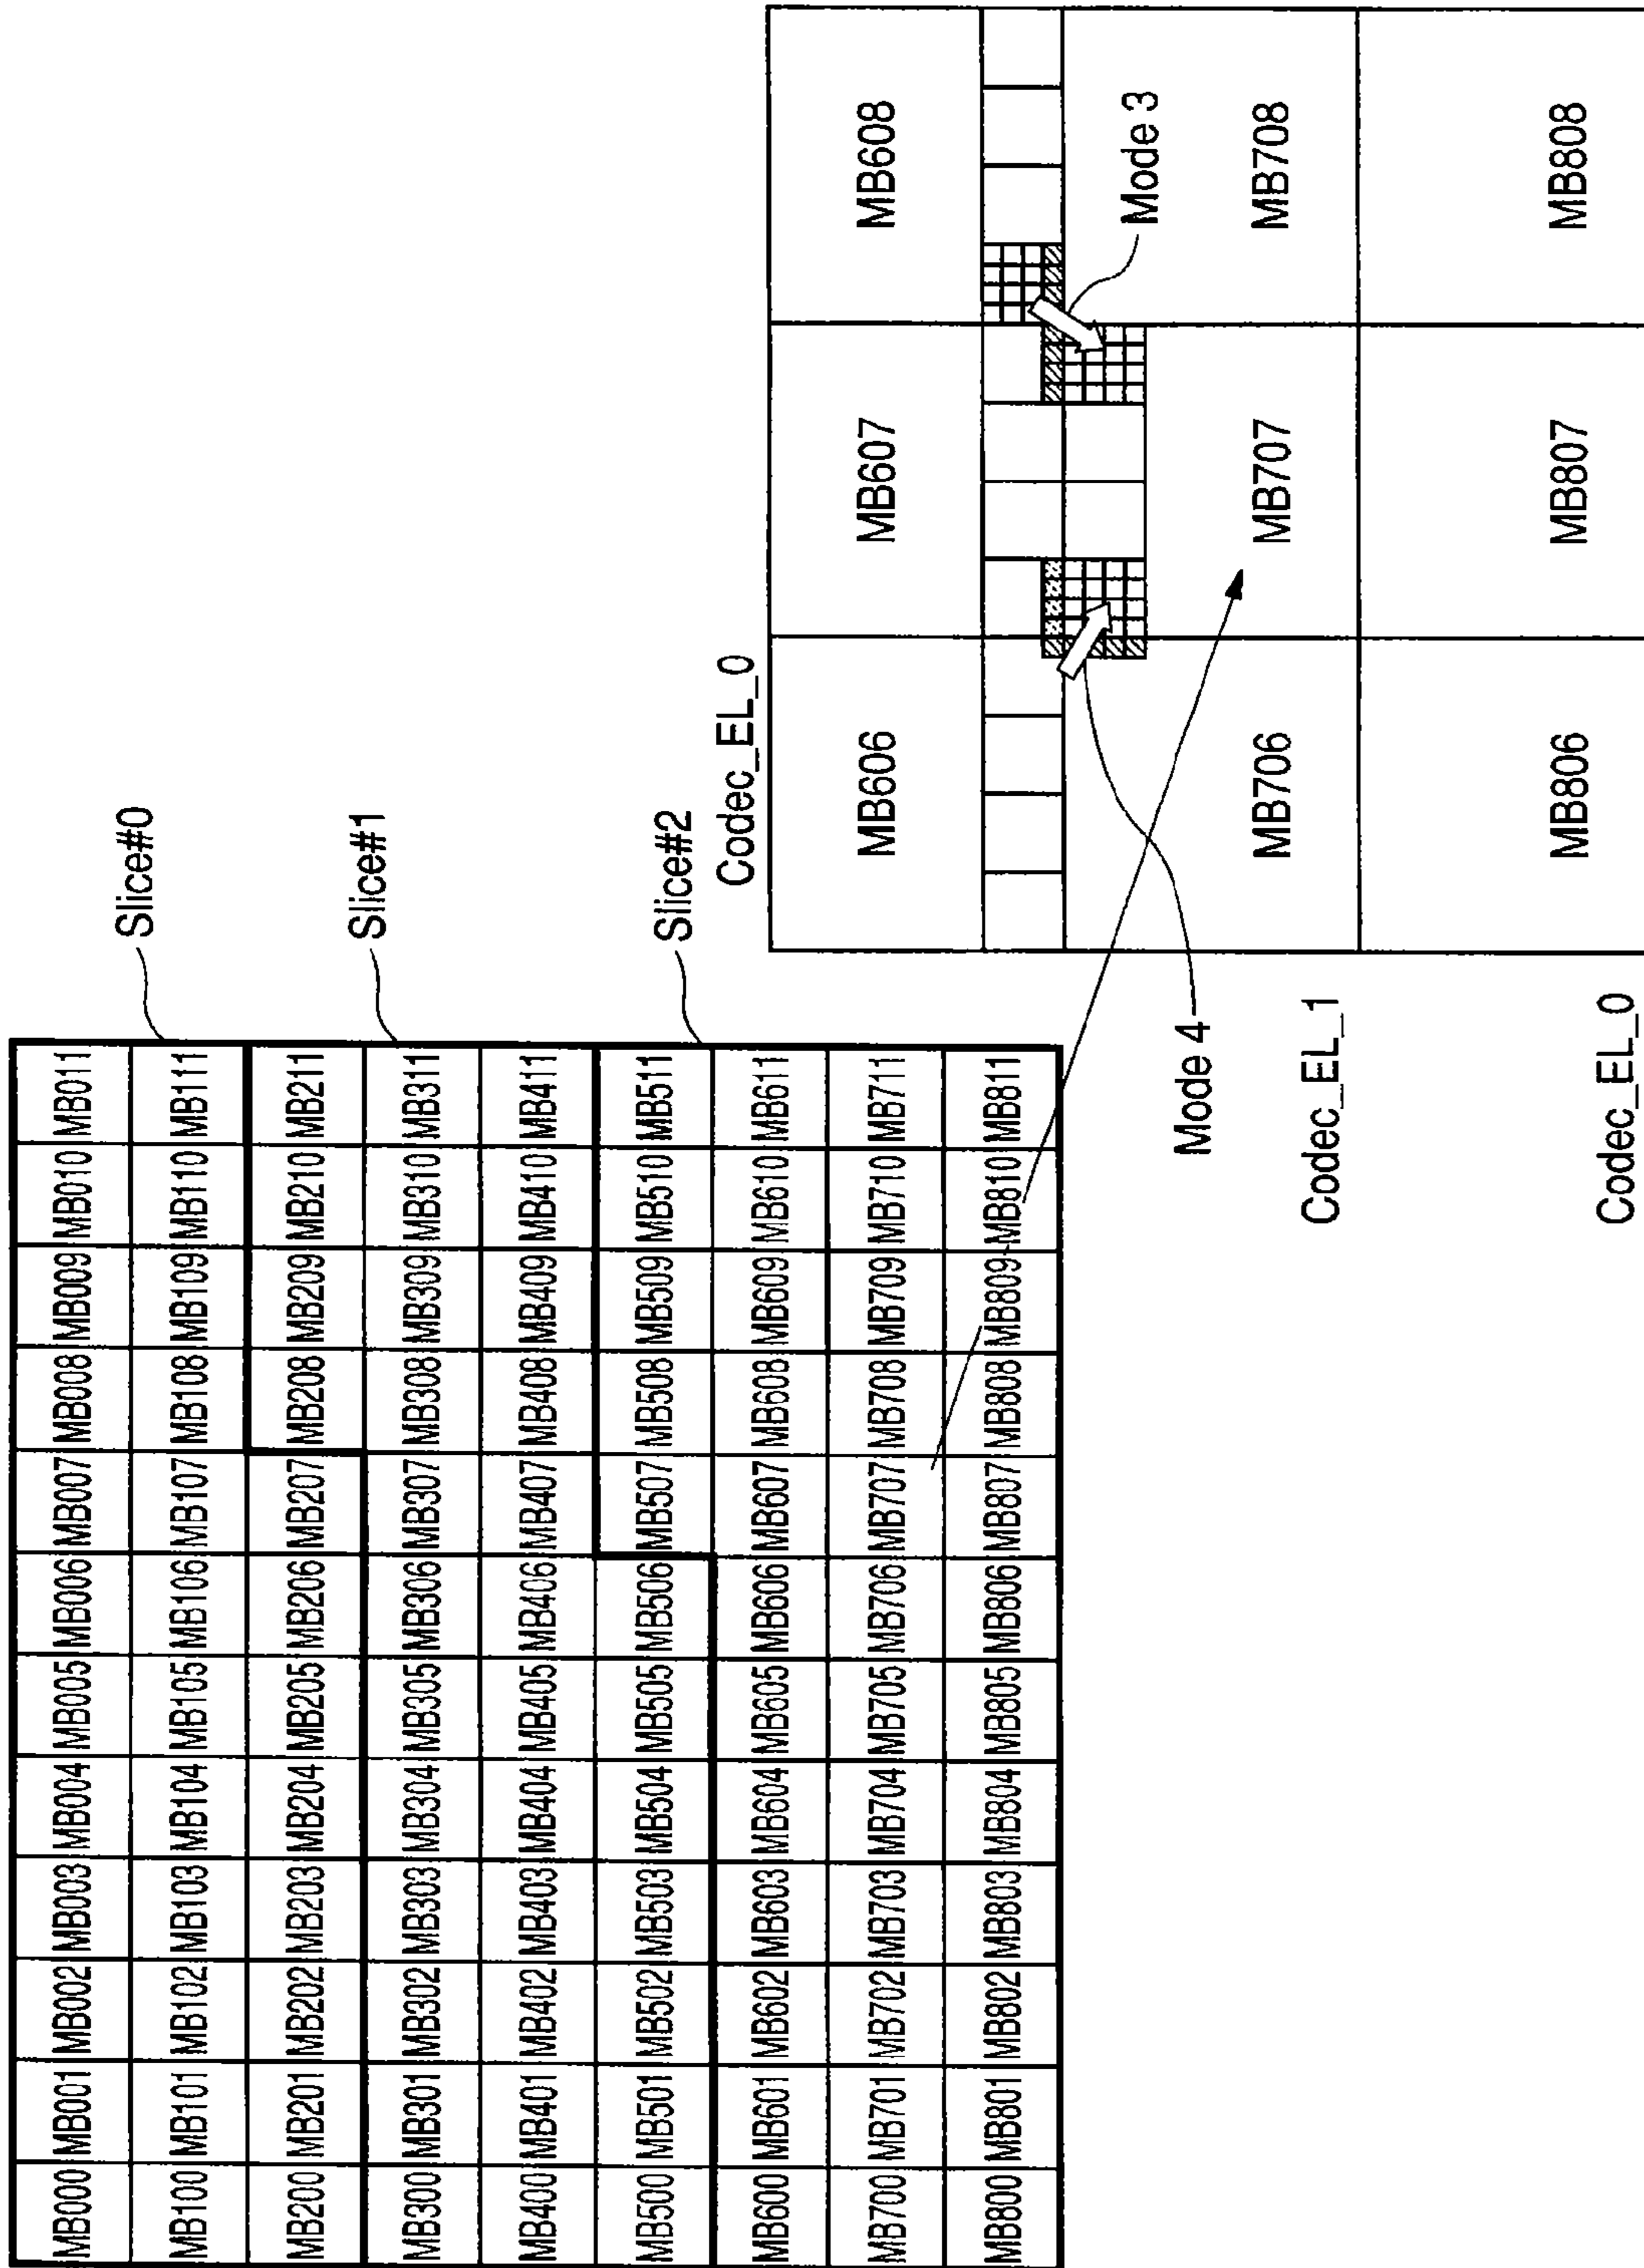 MB000 MB001 MB002 MB003 MB004 MB005 MB006 MB007 MB008 MB009 MB010 MB011
MB100 MB101 MB102 MB103 MB104 MB105 MB106 MB107 MB108 MB109 MB110 MB111
MB200 MB201 MB202 MB203 MB204 MB205 MB206 MB207 MB208 MB209 MB210 MB211
MB300 MB301 MB302 MB303 MB304 MB305 MB306 MB307 MB308 MB309 MB310 MB311
MB400 MB401 MB402 MB403 MB404 MB405 MB406 MB407 MB408 MB409 MB410 MB411
MB500 MB501 MB502 MB503 MB504 MB505 MB506 MB507 MB508 MB509 MB510 MB511
MB600 MB601 MB602 MB603 MB604 MB605 MB606 MB607 MB608 MB609 MB610 MB611
MB700 MB701 MB702 MB703 MB704 MB705 MB706 MB707 MB708 MB709 MB710 MB711
MB800 MB801 MB802 MB803 MB804 MB805 MB806 MB807 MB808 MB809 MB810 MB811
Slice#0
Slice#1
Slice#2
Codec_EL_0
MB606 MB607 MB608
Mode 3
Mode 4
Codec_EL_1
MB706 MB707 MB708
Codec_EL_0
MB806 MB807 MB808